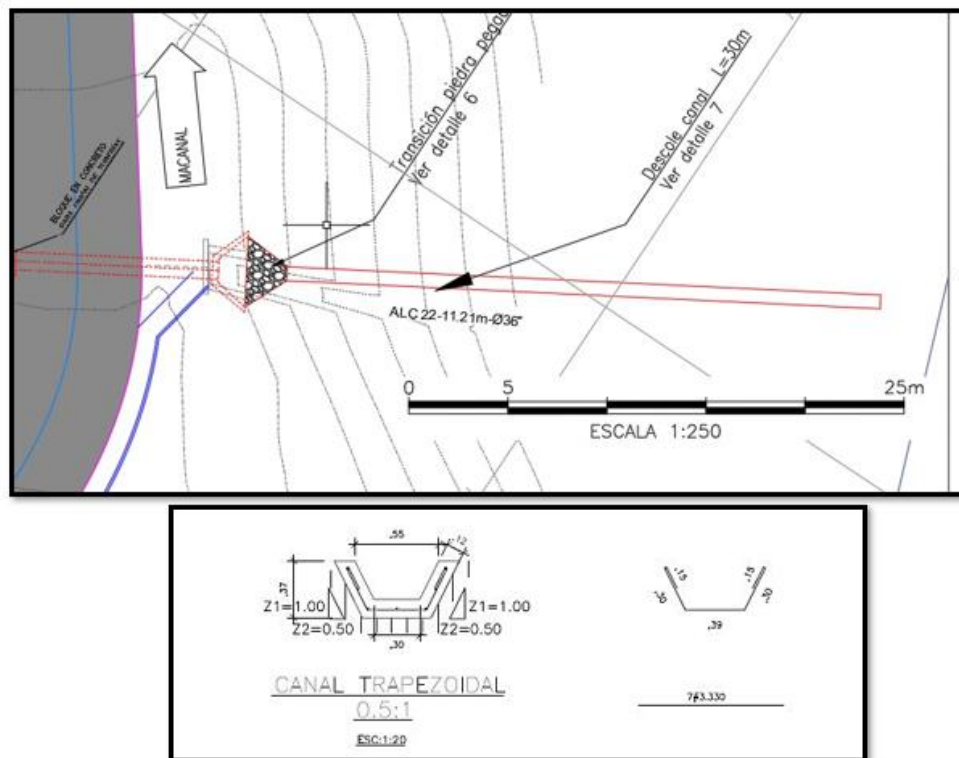 BLOQUE EN CONCRETO
MACANAL
Transición piedra pega
Ver detalle 6
Descole canal L=30m
Ver detalle 7
ALC 22-11.21m-Ø36"
0 5 25m
ESCALA 1:250
.55
.12
.37
Z1=1.00
Z1=1.00
Z2=0.50
Z2=0.50
.30
CANAL TRAPEZOIDAL
0.5:1
ESC:1:20
.15
.15
.30
.30
.39